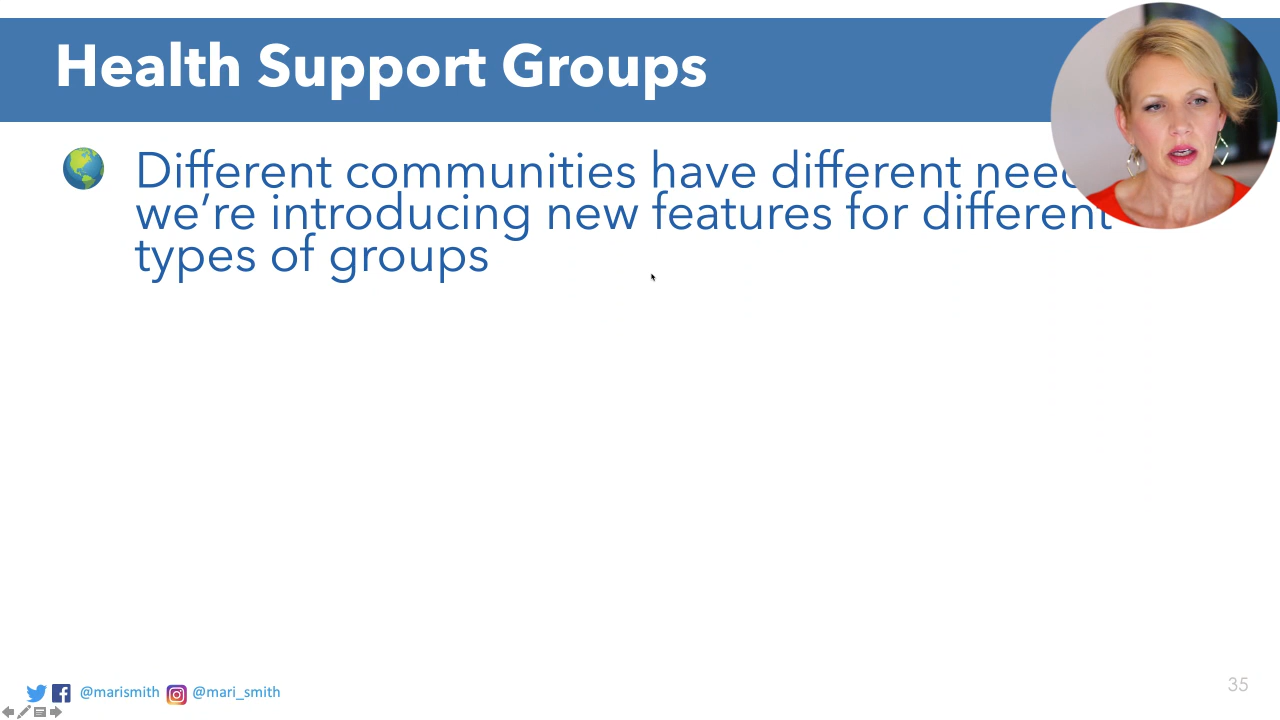 Health Support Groups
Different communities have different
we’re introducing new features for different
types of groups
@marismith @mari_smith
35